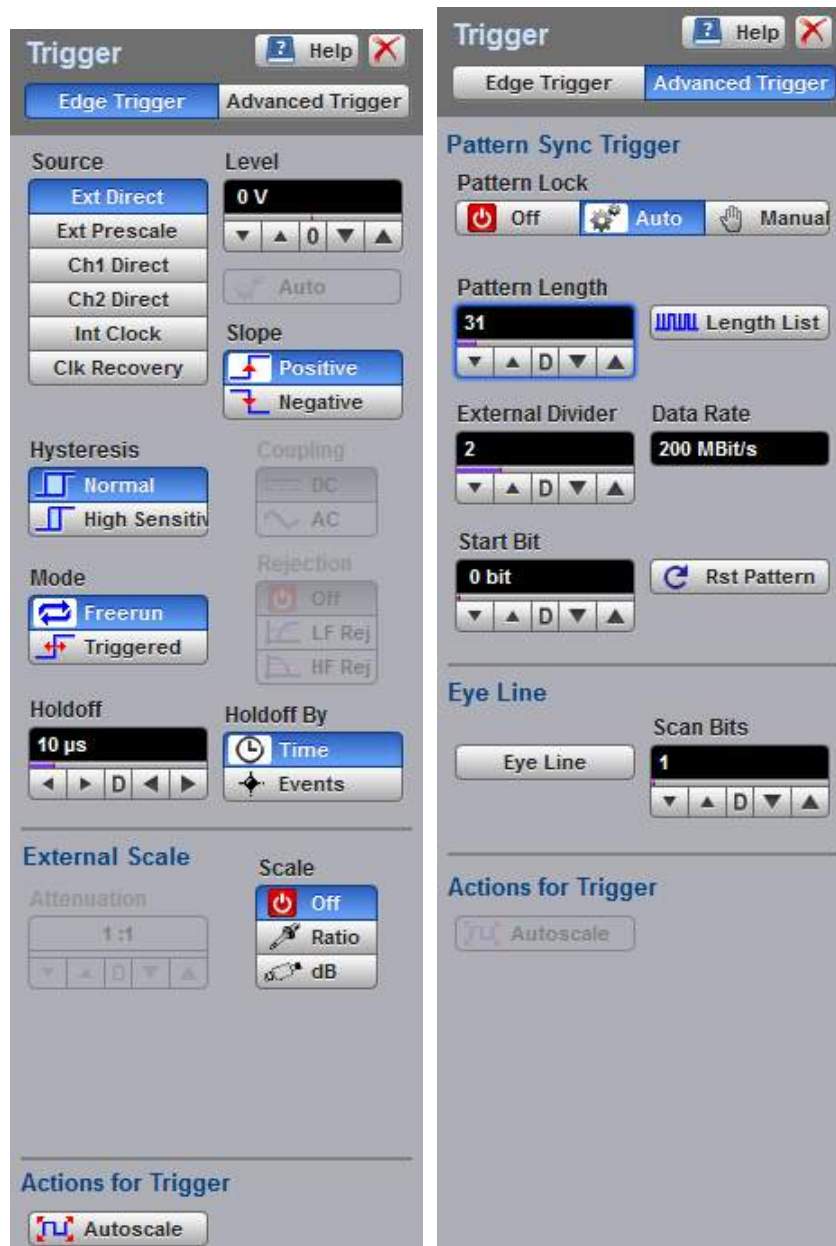 Trigger
Help
Edge Trigger
Advanced Trigger
Source
Ext Direct
Ext Prescale
Ch1 Direct
Ch2 Direct
Int Clock
Clk Recovery
Level
0 V
0
Auto
Slope
Positive
Negative
Hysteresis
Normal
High Sensitiv
Coupling
DC
AC
Mode
Freerun
Triggered
Rejection
Off
LF Rej
HF Rej
Holdoff
10 µs
D
Holdoff By
Time
Events
External Scale
Attenuation
1 :1
D
Scale
Off
Ratio
dB
Actions for Trigger
Autoscale
Trigger
Help
Edge Trigger
Advanced Trigger
Pattern Sync Trigger
Pattern Lock
Off
Auto
Manual
Pattern Length
31
D
Length List
External Divider
2
D
Data Rate
200 MBit/s
Start Bit
0 bit
D
Rst Pattern
Eye Line
Eye Line
Scan Bits
1
D
Actions for Trigger
Autoscale